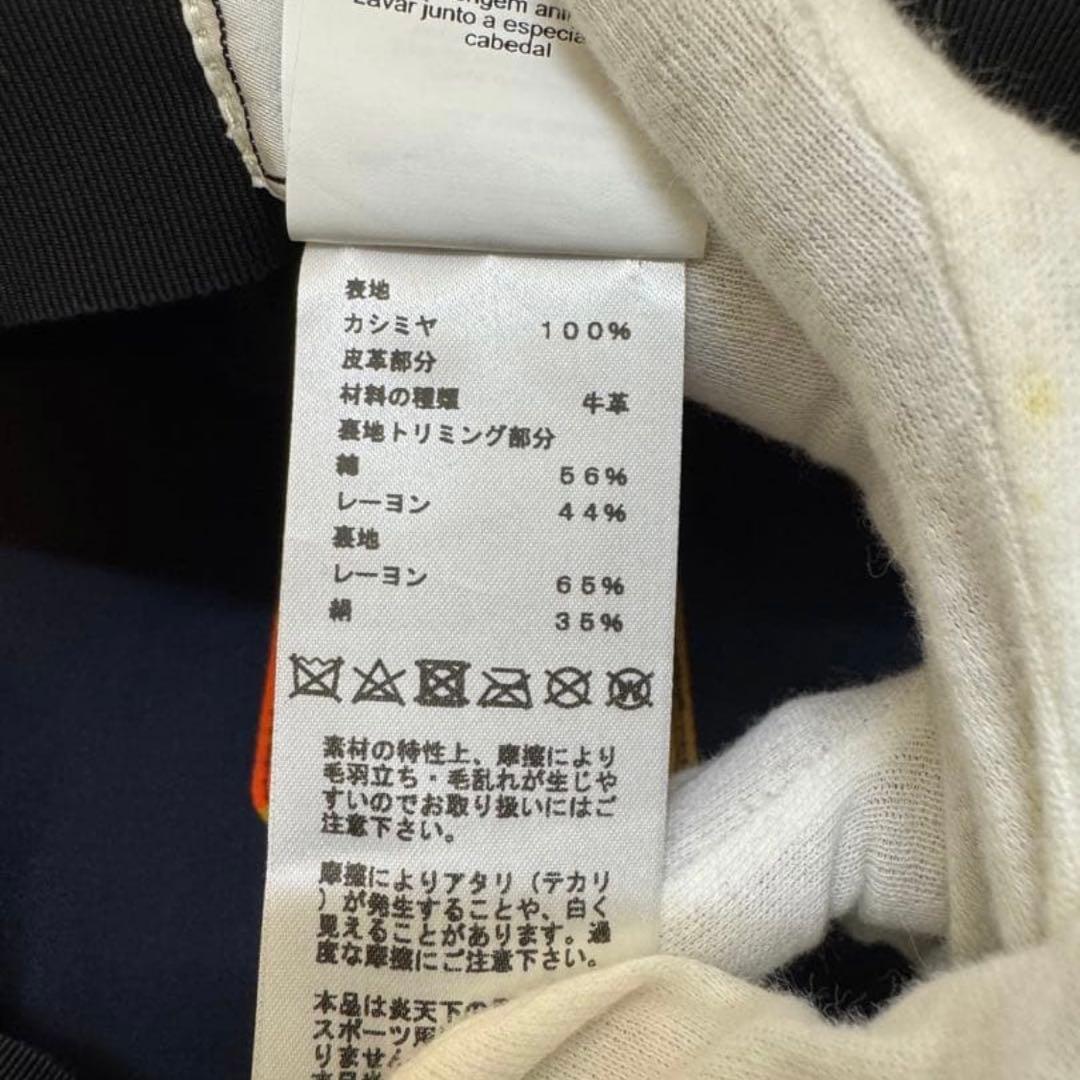 Lavar junto a especia
cabedal
表地
カシミヤ 100%
皮革部分
材料の種類 牛革
裏地トリミング部分
綿 56%
レーヨン 44%
裏地
レーヨン 65%
絹 35%
W
素材の特性上、摩擦により
毛羽立ち・毛乱れが生じや
すいのでお取り扱いにはご
注意下さい。
摩擦によりアタリ（テカリ
）が発生することや、白く
見えることがあります。過
度な摩擦にご注意下さい。
本品は炎天下の
スポーツ用
りません